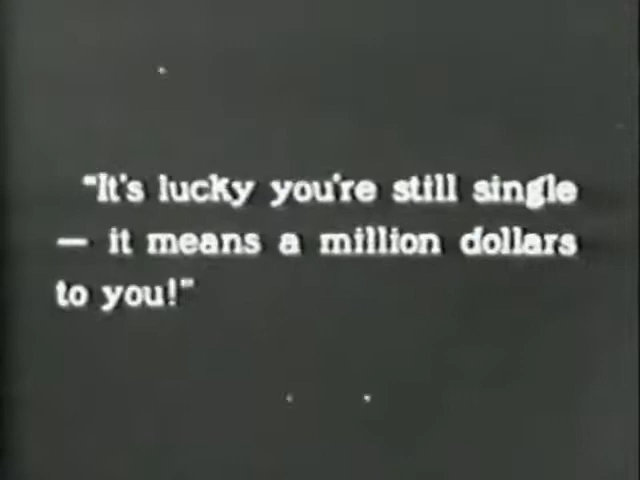 "It's lucky you're still single
— it means a million dollars
to you!"